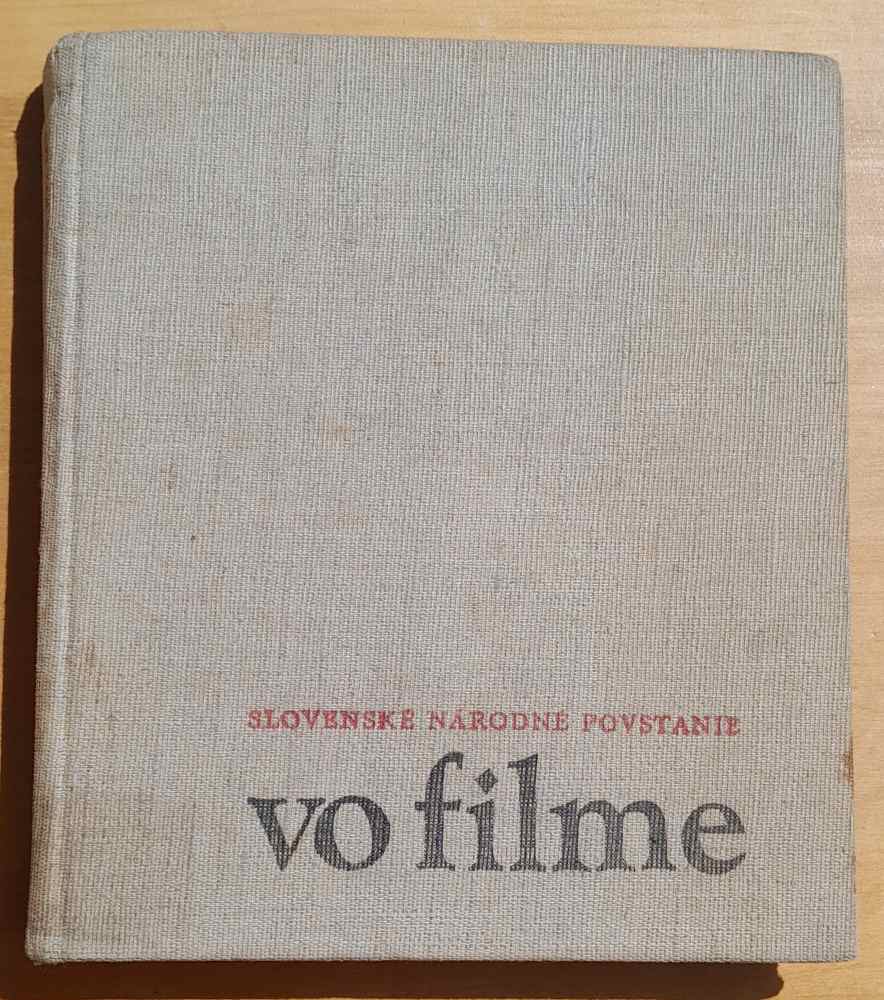 SLOVENSKÉ NÁRODNÉ POVSTANIE
vo filme